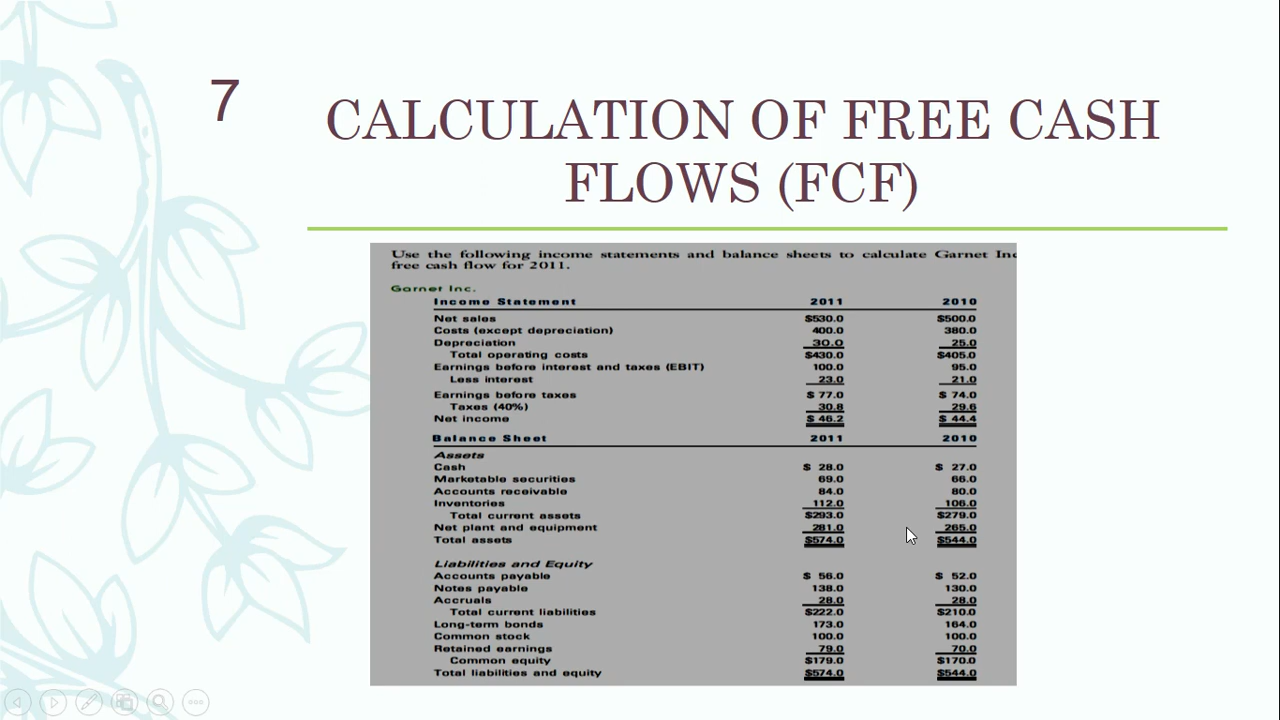 7
CALCULATION OF FREE CASH
FLOWS (FCF)
Use the following income statements and balance sheets to calculate Garnet Inc
free cash flow for 2011.
Garnet Inc.
Income Statement 2011 2010
Net sales $530.0 $500.0
Costs (except depreciation) 400.0 380.0
Depreciation 30.0 25.0
Total operating costs $430.0 $405.0
Earnings before interest and taxes (EBIT) 100.0 95.0
Less interest 23.0 21.0
Earnings before taxes $ 77.0 $ 74.0
Taxes (40%) 30.8 29.6
Net income $ 46.2 $ 44.4
Balance Sheet 2011 2010
Assets
Cash $ 28.0 $ 27.0
Marketable securities 69.0 66.0
Accounts receivable 84.0 80.0
Inventories 112.0 106.0
Total current assets $293.0 $279.0
Net plant and equipment 281.0 265.0
Total assets $574.0 $544.0
Liabilities and Equity
Accounts payable $ 56.0 $ 52.0
Notes payable 138.0 130.0
Accruals 28.0 28.0
Total current liabilities $222.0 $210.0
Long-term bonds 173.0 164.0
Common stock 100.0 100.0
Retained earnings 79.0 70.0
Common equity $179.0 $170.0
Total liabilities and equity $574.0 $544.0